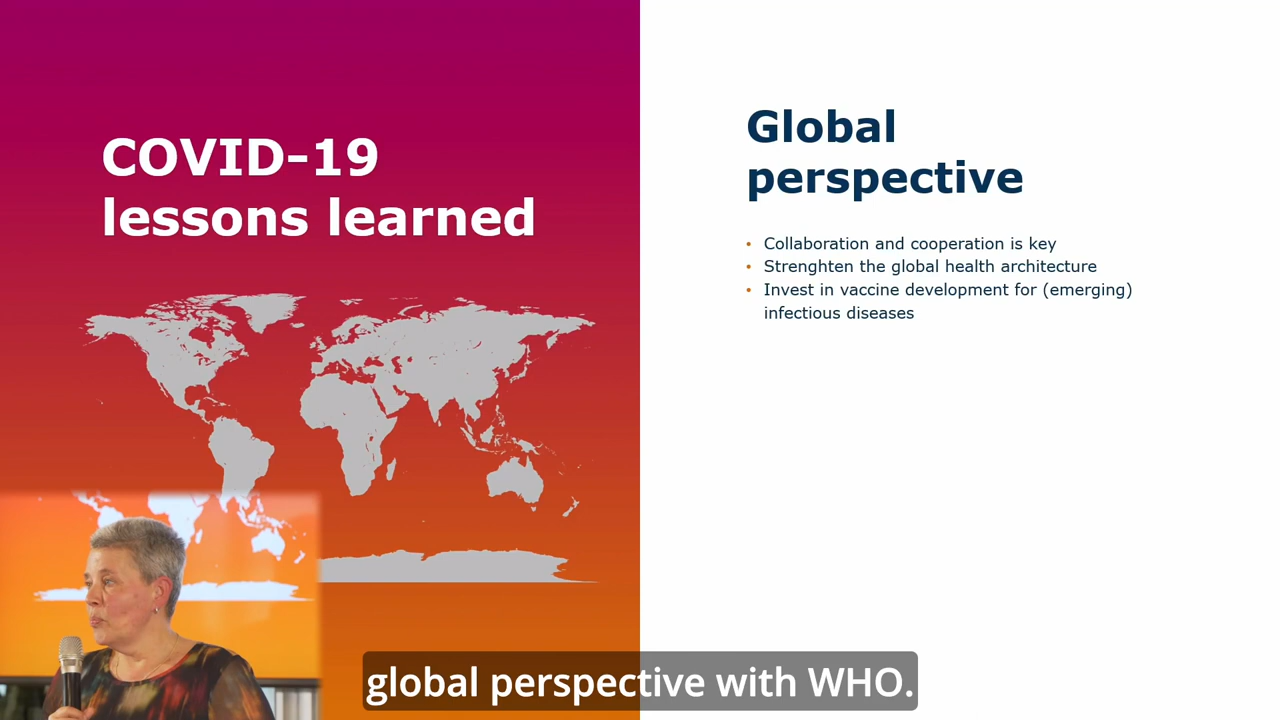 COVID-19
lessons learned
Global
perspective
• Collaboration and cooperation is key
• Strenghten the global health architecture
• Invest in vaccine development for (emerging)
infectious diseases
global perspective with WHO.